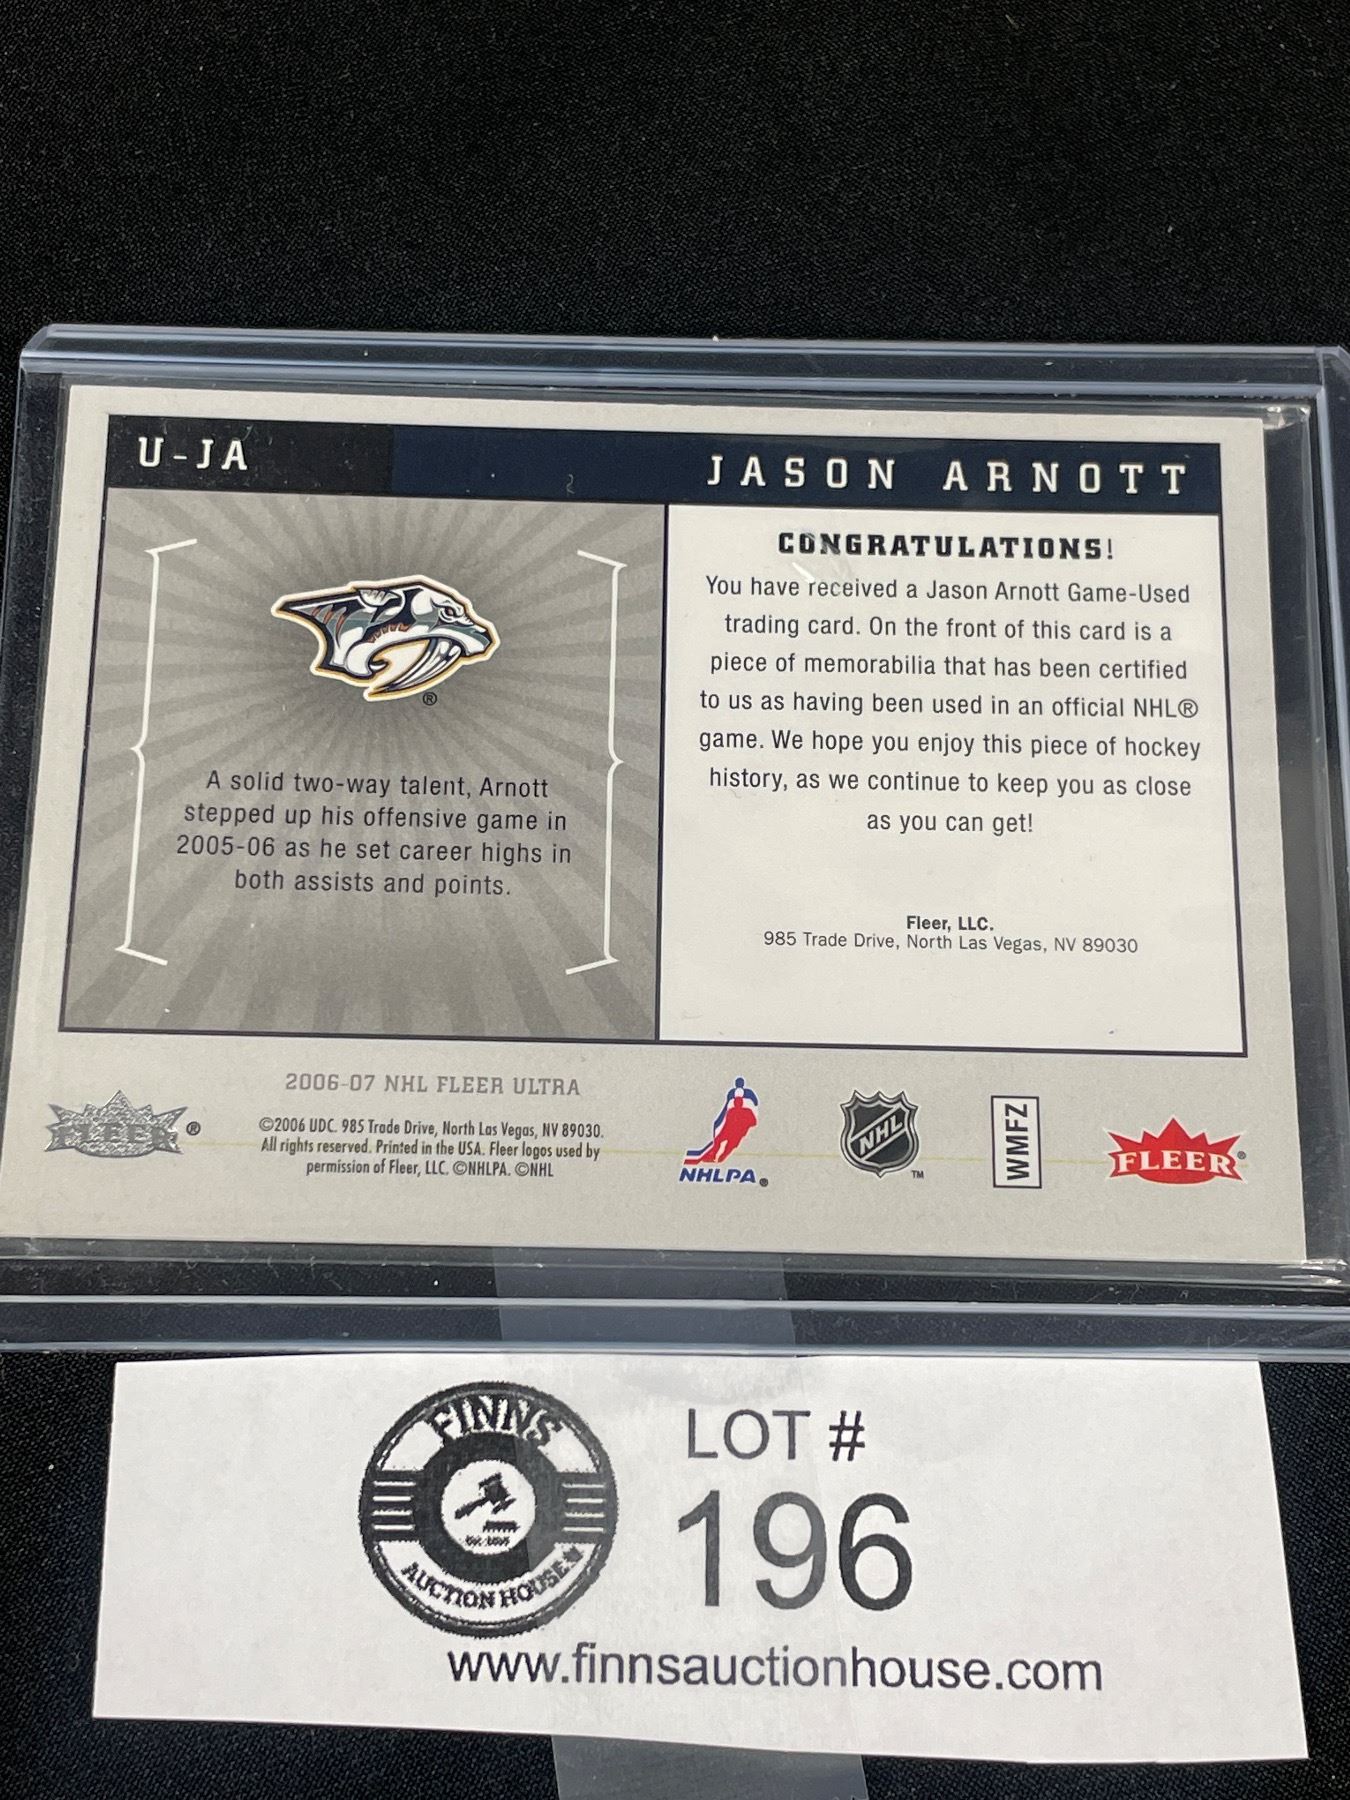 U-JA
JASON ARNOTT
A solid two-way talent, Arnott
stepped up his offensive game in
2005-06 as he set career highs in
both assists and points.
CONGRATULATIONS!
You have received a Jason Arnott Game-Used
trading card. On the front of this card is a
piece of memorabilia that has been certified
to us as having been used in an official NHL®
game. We hope you enjoy this piece of hockey
history, as we continue to keep you as close
as you can get!
Fleer, LLC.
985 Trade Drive, North Las Vegas, NV 89030
2006-07 NHL FLEER ULTRA
FLEER®
©2006 UDC. 985 Trade Drive, North Las Vegas, NV 89030.
All rights reserved. Printed in the USA. Fleer logos used by
permission of Fleer, LLC. ©NHLPA. ©NHL
NHLPA®
NHL™
WMFZ
FLEER®
FINNS
AUCTION HOUSE
LOT #
196
www.finnsauctionhouse.com